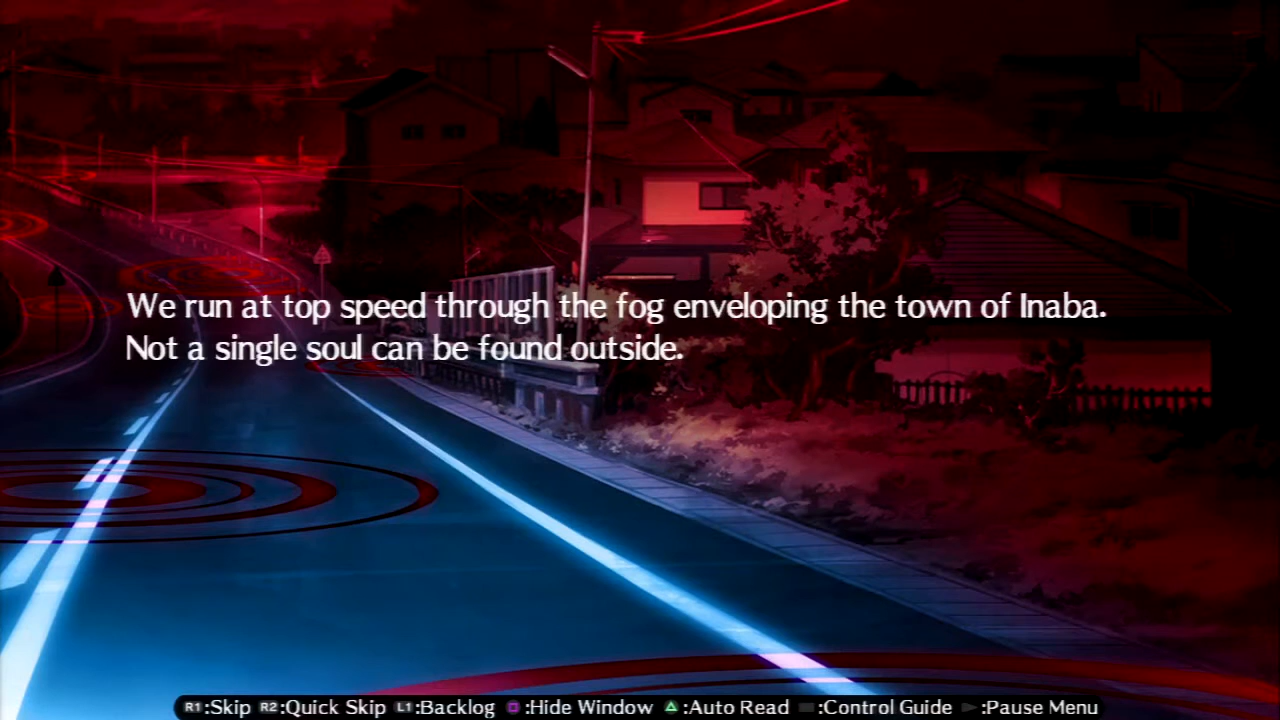 We run at top speed through the fog enveloping the town of Inaba.
Not a single soul can be found outside.
R1:Skip R2:Quick Skip L1:Backlog :Hide Window :Auto Read :Control Guide :Pause Menu